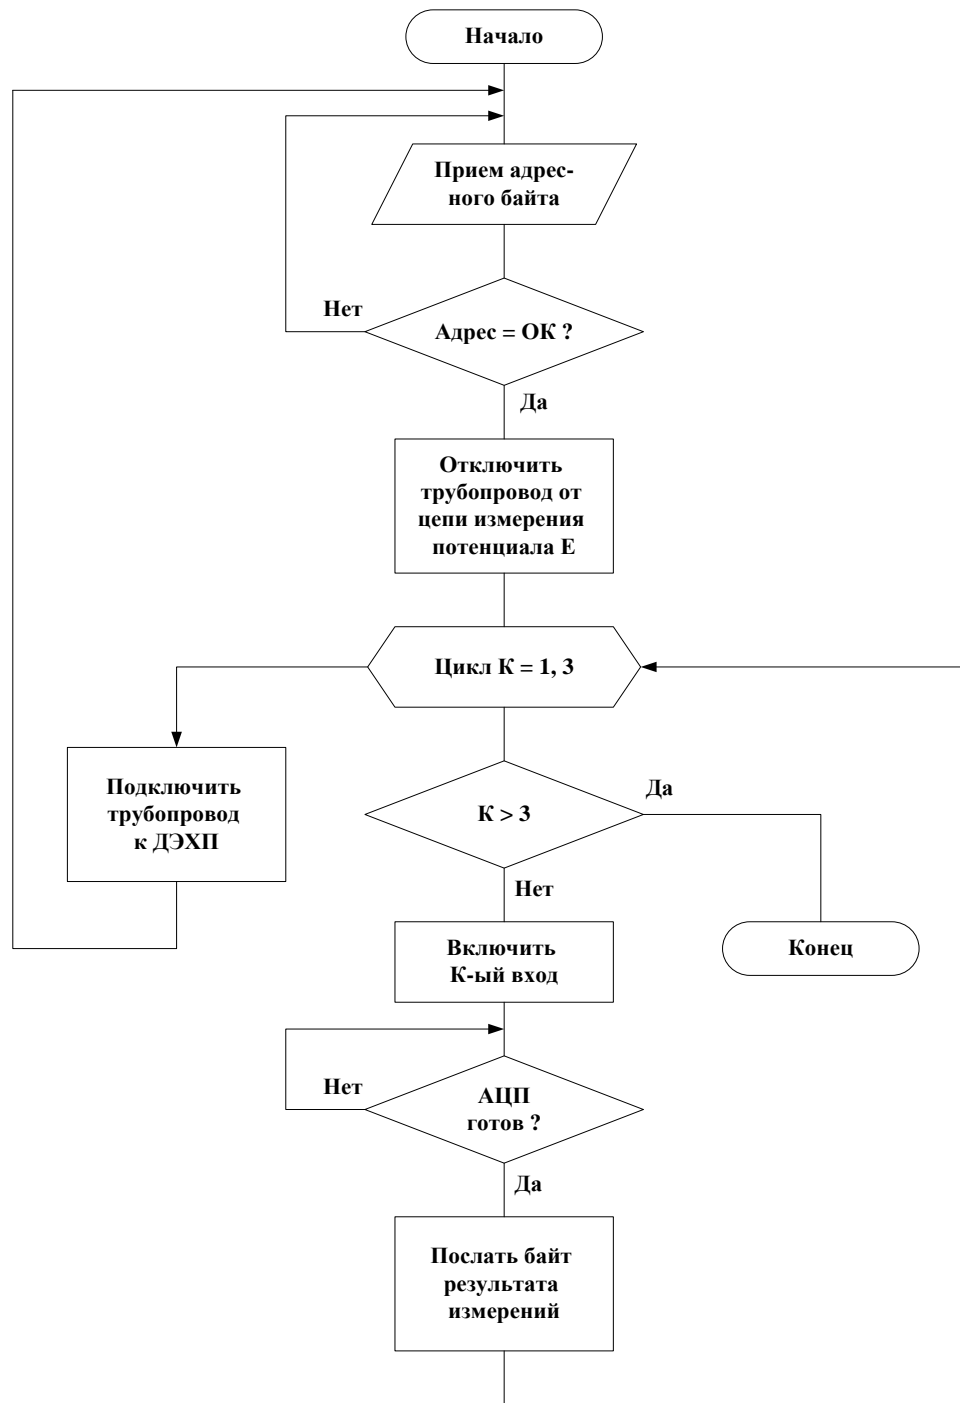 Начало
Прием адрес-
ного байта
Нет
Адрес = ОК ?
Да
Отключить
трубопровод от
цепи измерения
потенциала Е
Цикл К = 1, 3
Подключить
трубопровод
к ДЭХП
К > 3
Да
Нет
Включить
К-ый вход
Конец
Нет
АЦП
готов ?
Да
Послать байт
результата
измерений